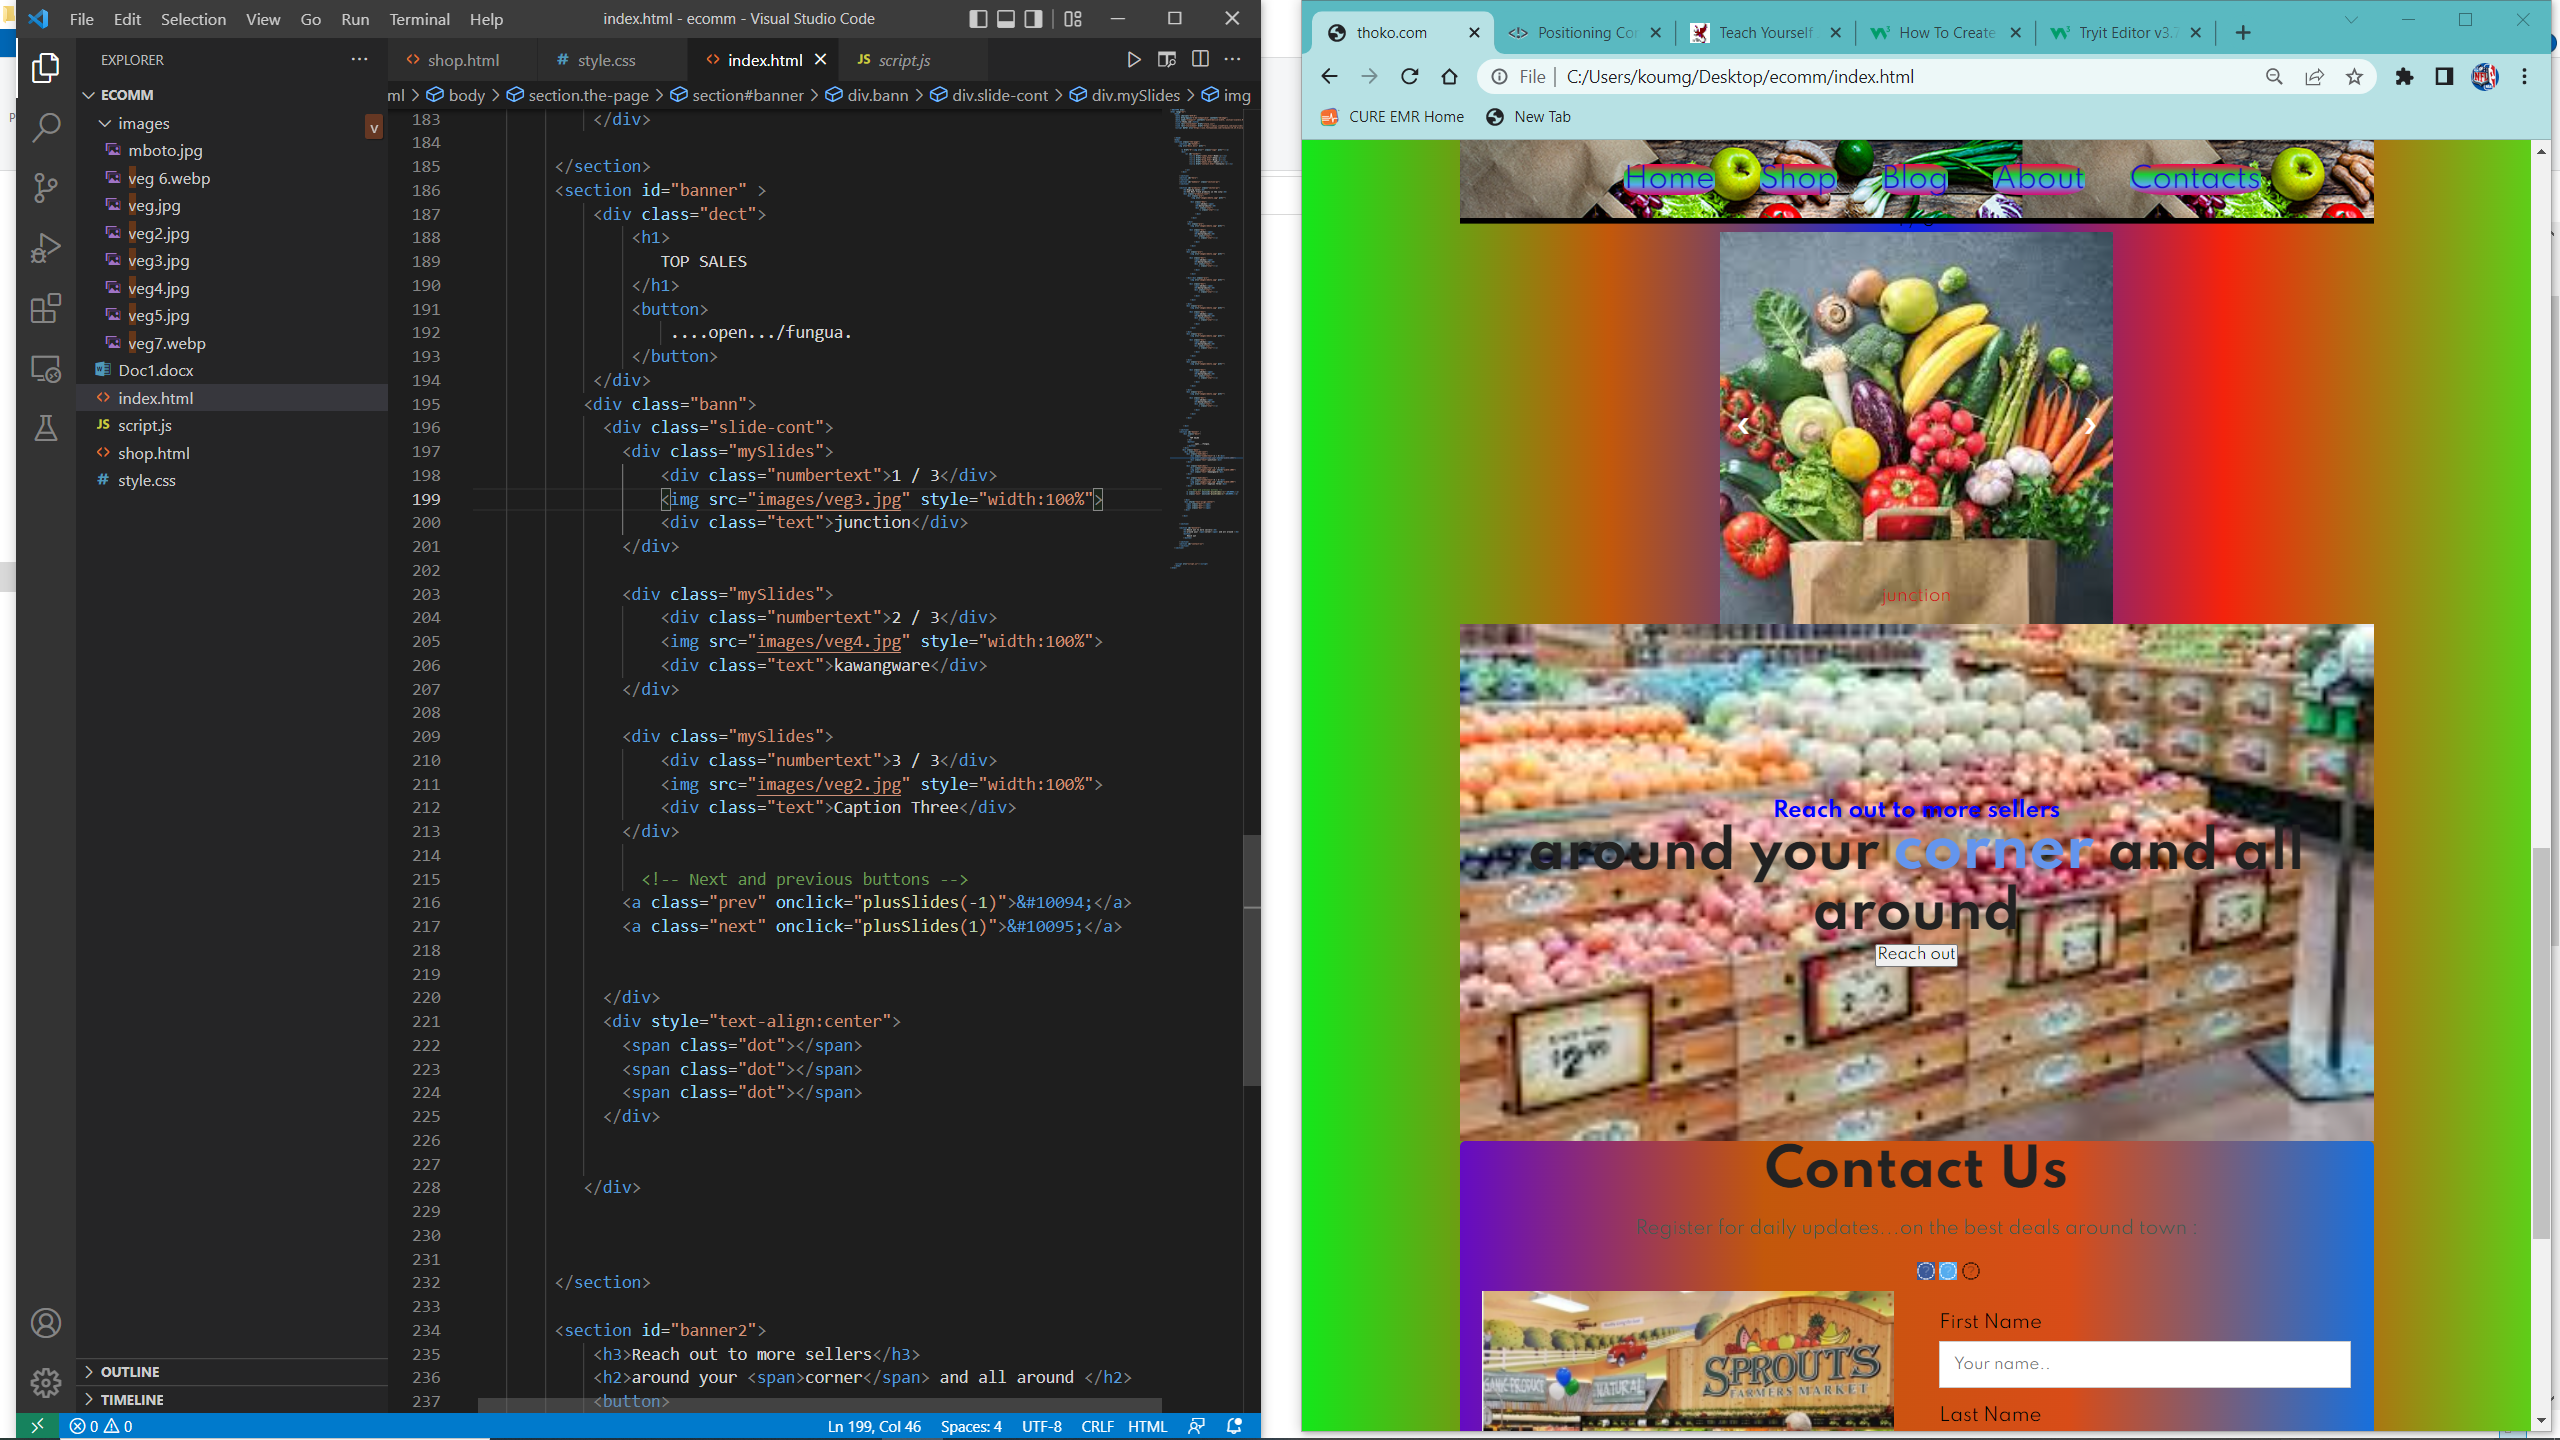 File Edit Selection View Go Run Terminal Help
index.html - ecomm - Visual Studio Code
EXPLORER
ECOMM
images
mboto.jpg
veg 6.webp
veg.jpg
veg2.jpg
veg3.jpg
veg4.jpg
veg5.jpg
veg7.webp
Doc1.docx
index.html
script.js
shop.html
style.css
OUTLINE
TIMELINE
v
shop.html style.css index.html script.js
ml > body > section.the-page > section#banner > div.bann > div.slide-cont > div.mySlides > img
183 </div>
184
185 </section>
186 <section id="banner" >
187 <div class="dect">
188 <h1>
189 TOP SALES
190 </h1>
191 <button>
192 ....open.../fungua.
193 </button>
194 </div>
195 <div class="bann">
196 <div class="slide-cont">
197 <div class="mySlides">
198 <div class="numbertext">1 / 3</div>
199 <img src="images/veg3.jpg" style="width:100%">
200 <div class="text">junction</div>
201 </div>
202
203 <div class="mySlides">
204 <div class="numbertext">2 / 3</div>
205 <img src="images/veg4.jpg" style="width:100%">
206 <div class="text">kawangware</div>
207 </div>
208
209 <div class="mySlides">
210 <div class="numbertext">3 / 3</div>
211 <img src="images/veg2.jpg" style="width:100%">
212 <div class="text">Caption Three</div>
213 </div>
214
215 <!-- Next and previous buttons -->
216 <a class="prev" onclick="plusSlides(-1)">&#10094;</a>
217 <a class="next" onclick="plusSlides(1)">&#10095;</a>
218
219
220 </div>
221 <div style="text-align:center">
222 <span class="dot"></span>
223 <span class="dot"></span>
224 <span class="dot"></span>
225 </div>
226
227
228 </div>
229
230
231
232 </section>
233
234 <section id="banner2">
235 <h3>Reach out to more sellers</h3>
236 <h2>around your <span>corner</span> and all around </h2>
237 <button>
0 0 Ln 199, Col 46 Spaces: 4 UTF-8 CRLF HTML
thoko.com Positioning Cor Teach Yourself How To Create Tryit Editor v3.7
File C:/Users/koumg/Desktop/ecomm/index.html
CURE EMR Home New Tab
Home Shop Blog About Contacts
❮ ❯
junction
Reach out to more sellers
around your corner and all
around
Reach out
Contact Us
Register for daily updates...on the best deals around town :
SPROUTS
FARMERS MARKET
NATURAL
First Name
Your name..
Last Name